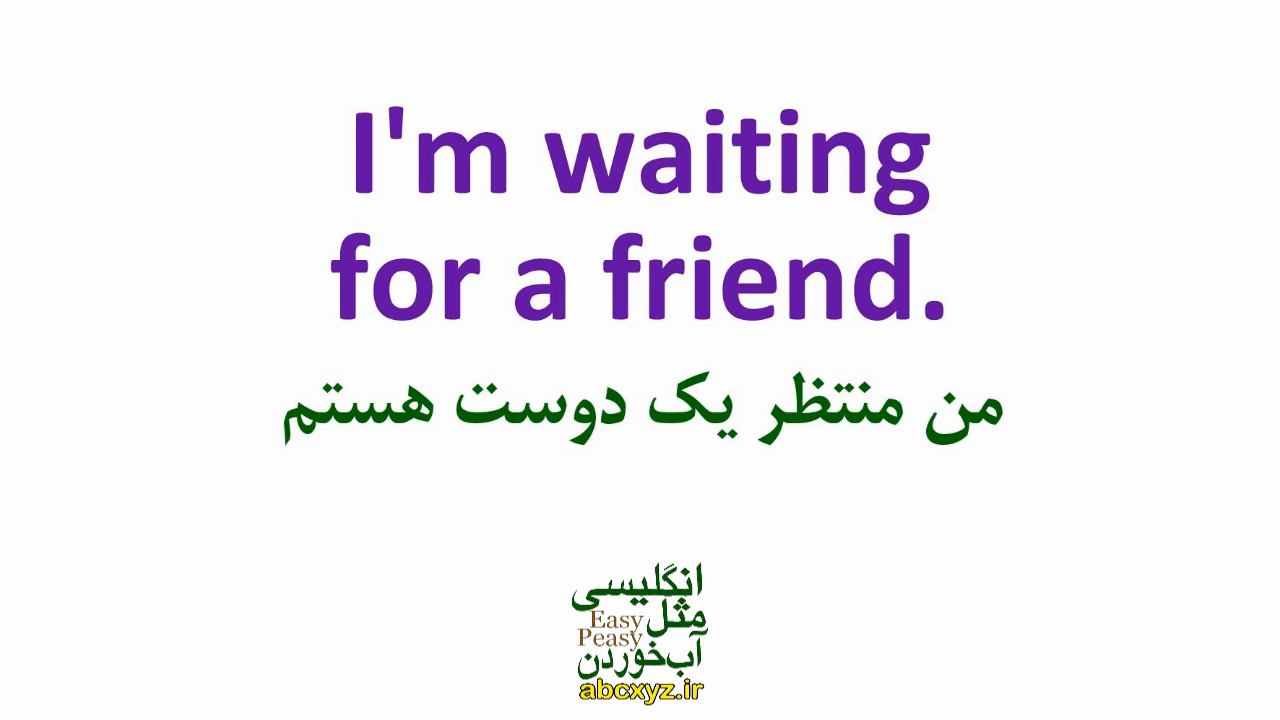 I'm waiting
for a friend.
من منتظر یک دوست هستم
انگلیسی
مثل
Easy
Peasy
آب‌خوردن
abcxyz.ir